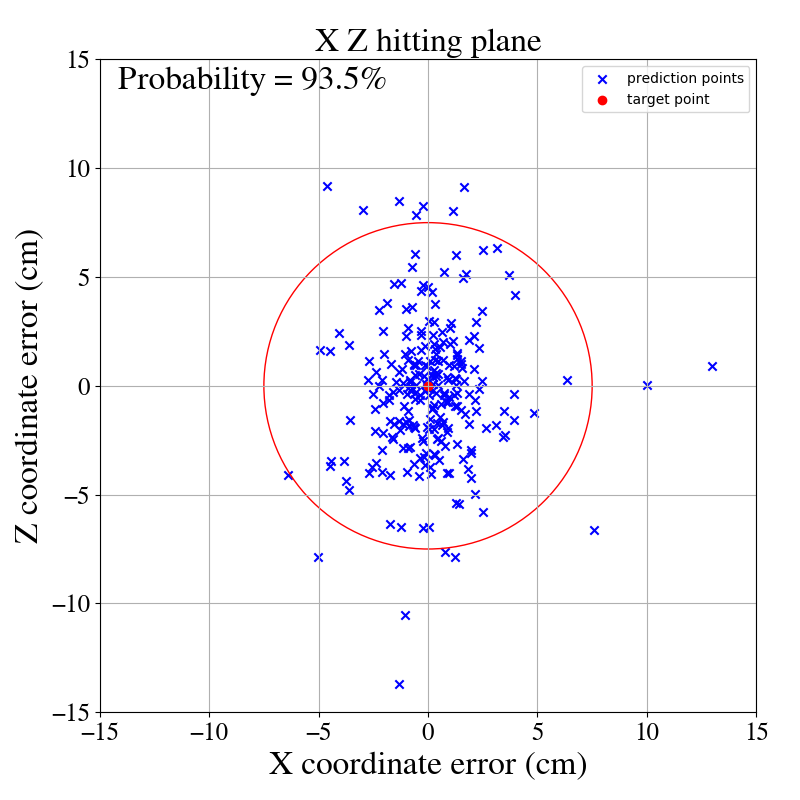 X Z hitting plane
Probability = 93.5%
prediction points
target point
Z coordinate error (cm)
15
10
5
0
−5
−10
−15
−15
−10
−5
0
5
10
15
X coordinate error (cm)